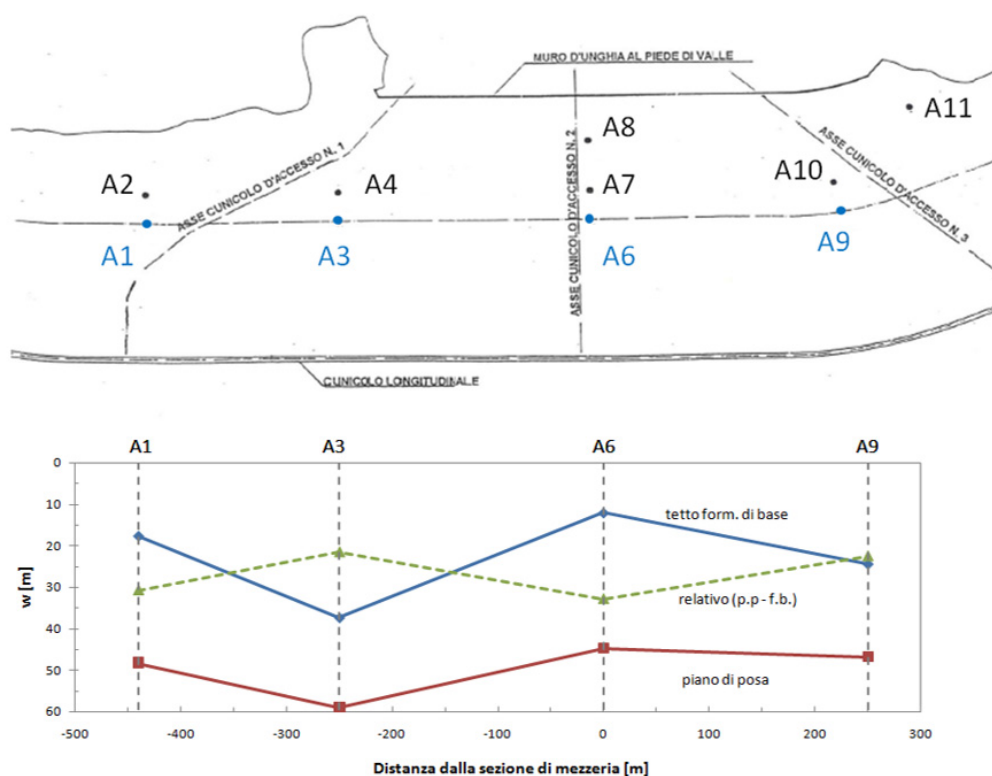 MURO D'UNGHIA AL PIEDE DI VALLE
A11
A8
ASSE CUNICOLO D'ACCESSO N. 1
ASSE CUNICOLO D'ACCESSO N. 2
ASSE CUNICOLO D'ACCESSO N. 3
A2
A4
A7
A10
A1
A3
A6
A9
CUNICOLO LONGITUDINALE
A1
A3
A6
A9
0
10
20
30
40
50
60
w [m]
tetto form. di base
relativo (p.p - f.b.)
piano di posa
-500
-400
-300
-200
-100
0
100
200
300
Distanza dalla sezione di mezzeria [m]